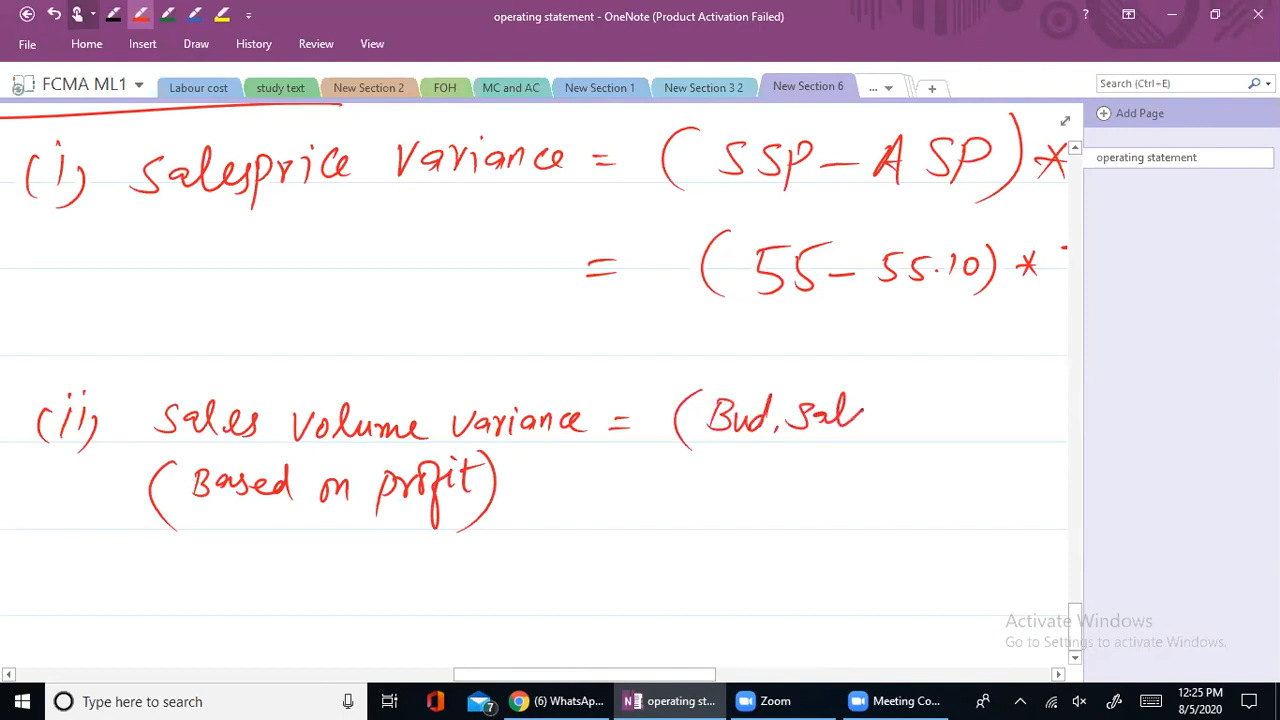 operating statement - OneNote (Product Activation Failed)
File Home Insert Draw History Review View
FCMA ML1 Labour cost study text New Section 2 FOH MC and AC New Section 1 New Section 3 2 New Section 6 ... Search (Ctrl+E)
Add Page
operating statement
(i) Salesprice variance = (SSP - ASP) *
= (55 - 55.10) *
(ii) Sales volume variance = (Bud. Sal
(Based on profit)
Activate Windows
Go to Settings to activate Windows.
Type here to search 7 (6) WhatsApp... operating sta... Zoom Meeting Co... 12:25 PM
8/5/2020